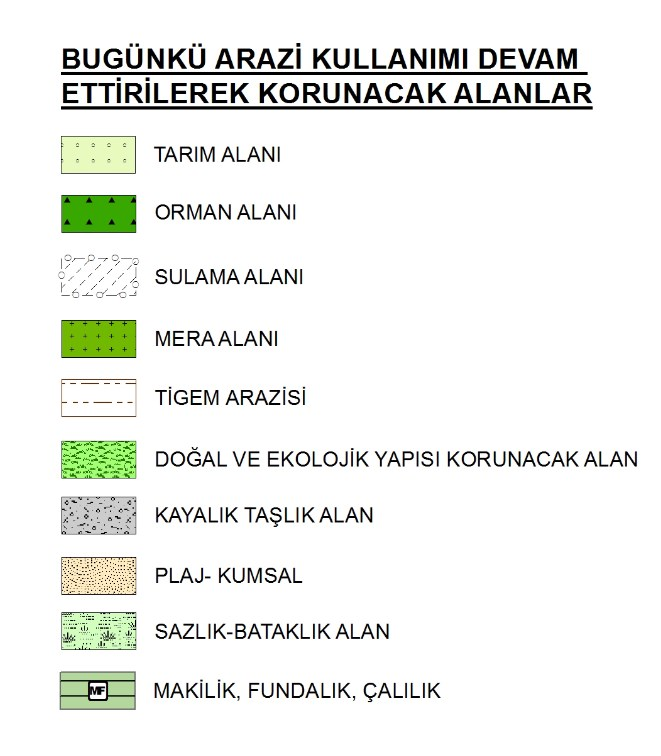 BUGÜNKÜ ARAZİ KULLANIMI DEVAM
ETTİRİLEREK KORUNACAK ALANLAR
TARIM ALANI
ORMAN ALANI
SULAMA ALANI
MERA ALANI
TİGEM ARAZİSİ
DOĞAL VE EKOLOJİK YAPISI KORUNACAK ALAN
KAYALIK TAŞLIK ALAN
PLAJ- KUMSAL
SAZLIK-BATAKLIK ALAN
MF MAKİLİK, FUNDALIK, ÇALILIK